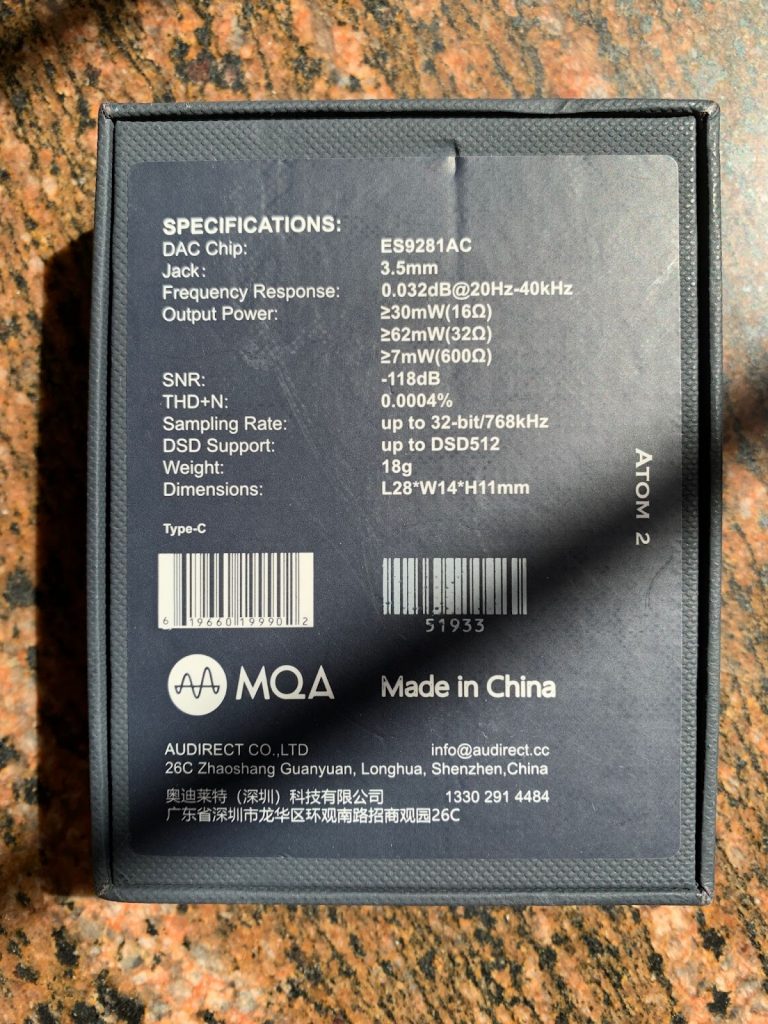 SPECIFICATIONS:
DAC Chip: ES9281AC
Jack: 3.5mm
Frequency Response: 0.032dB@20Hz-40kHz
Output Power: ≥30mW(16Ω)
≥62mW(32Ω)
≥7mW(600Ω)
SNR: -118dB
THD+N: 0.0004%
Sampling Rate: up to 32-bit/768kHz
DSD Support: up to DSD512
Weight: 18g
Dimensions: L28*W14*H11mm
ATOM 2
Type-C
6 19660 19990 2
51933
MQA Made in China
AUDIRECT CO.,LTD info@audirect.cc
26C Zhaoshang Guanyuan, Longhua, Shenzhen,China
奥迪莱特（深圳）科技有限公司 1330 291 4484
广东省深圳市龙华区环观南路招商观园26C